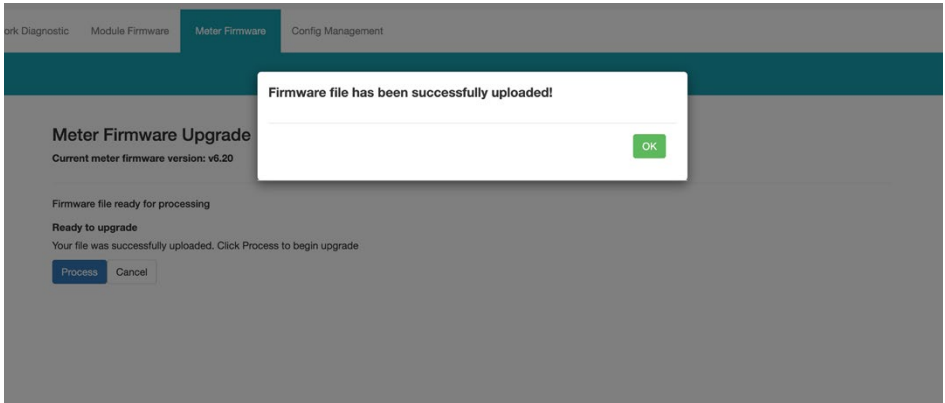 ork Diagnostic Module Firmware Meter Firmware Config Management
Firmware file has been successfully uploaded!
OK
Meter Firmware Upgrade
Current meter firmware version: v6.20
Firmware file ready for processing
Ready to upgrade
Your file was successfully uploaded. Click Process to begin upgrade
Process Cancel